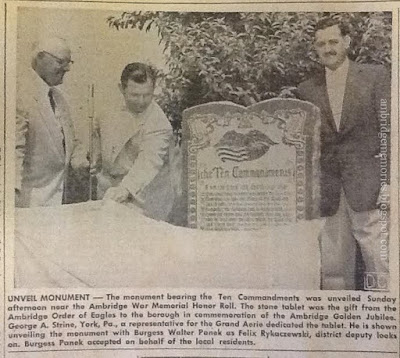 the Ten Commandments
UNVEIL MONUMENT — The monument bearing the Ten Commandments was unveiled Sunday
afternoon near the Ambridge War Memorial Honor Roll. The stone tablet was the gift from the
Ambridge Order of Eagles to the borough in commemoration of the Ambridge Golden Jubilee.
George A. Strine, York, Pa., a representative for the Grand Aerie dedicated the tablet. He is shown
unveiling the monument with Burgess Walter Panek as Felix Rykaczewski, district deputy looks
on. Burgess Panek accepted on behalf of the local residents.
ambridgememories.blogspot.com